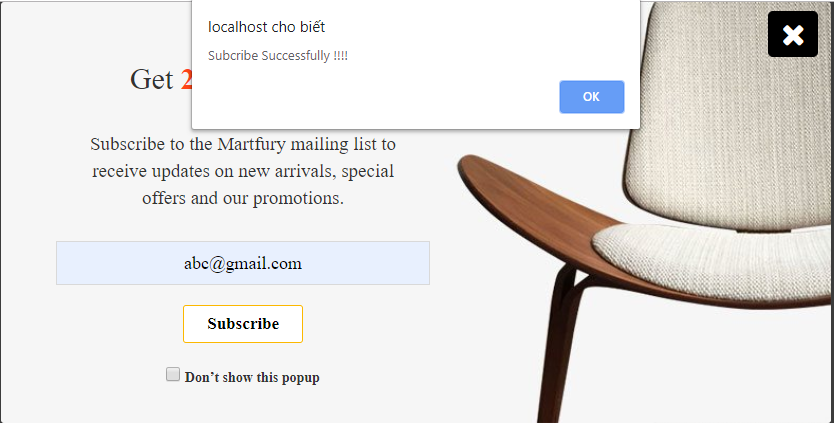 localhost cho biết
Subcribe Successfully !!!!
OK
Get 2
Subscribe to the Martfury mailing list to
receive updates on new arrivals, special
offers and our promotions.
abc@gmail.com
Subscribe
Don’t show this popup